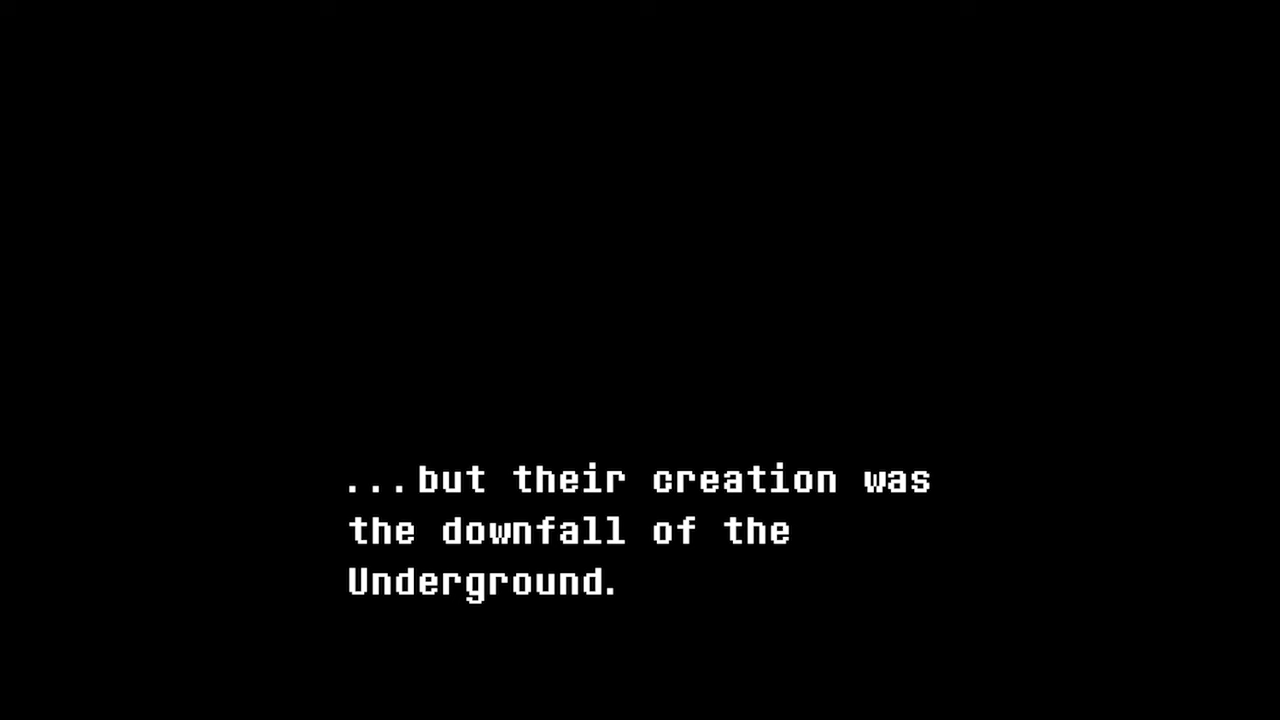 ...but their creation was
the downfall of the
Underground.